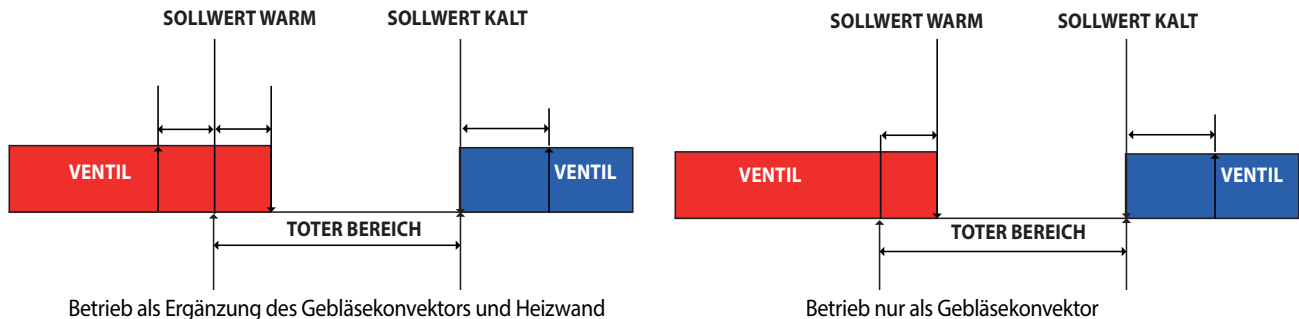 SOLLWERT WARM
SOLLWERT KALT
VENTIL
VENTIL
TOTER BEREICH
Betrieb als Ergänzung des Gebläsekonvektors und Heizwand
SOLLWERT WARM
SOLLWERT KALT
VENTIL
VENTIL
TOTER BEREICH
Betrieb nur als Gebläsekonvektor